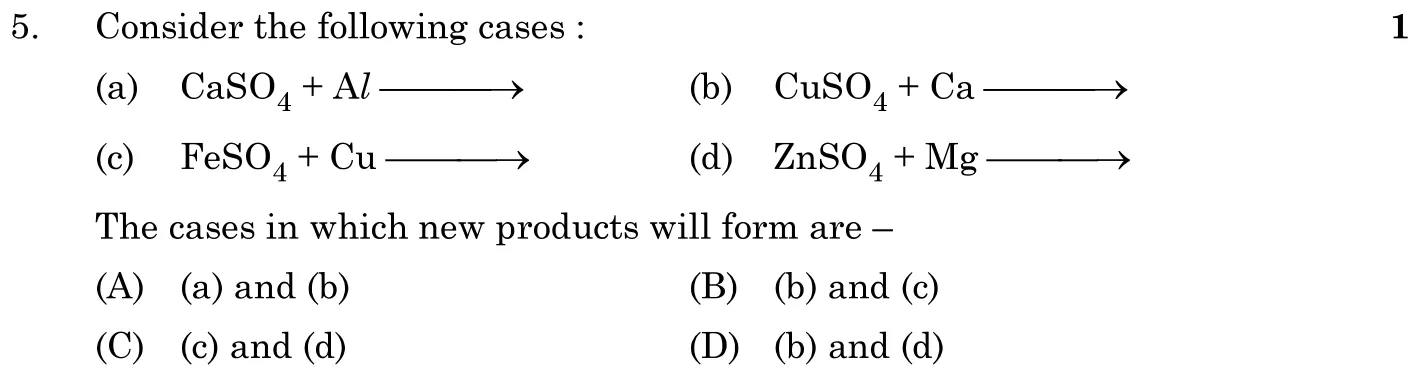 5. Consider the following cases : 1
(a) CaSO₄ + Al ⟶ (b) CuSO₄ + Ca ⟶
(c) FeSO₄ + Cu ⟶ (d) ZnSO₄ + Mg ⟶
The cases in which new products will form are –
(A) (a) and (b) (B) (b) and (c)
(C) (c) and (d) (D) (b) and (d)